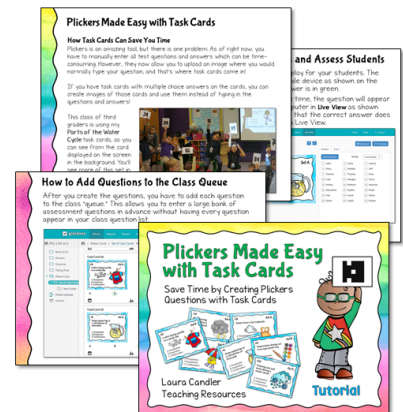 Plickers Made Easy with Task Cards
How Task Cards Can Save You Time
Plickers is an amazing tool, but there is one problem. As of right now, you
have to manually enter all test questions and answers which can be time-
consuming. However, they now allow you to upload an image where you would
normally type your question, and that's where task cards come in!
If you have task cards with multiple choice answers on the cards, you can
create images of those cards and use them instead of typing in the
questions and answers!
This class of third
graders is using my
Parts of the Water
Cycle task cards, as you
can see from the card
displayed on the screen
in the background. You'll
see more of this set in
and Assess Students
play for your students. The
ile device as shown on the
swer is in green.
time, the question will appear
puter in Live View as shown
that the correct answer does
Live View.
Set A
How to Add Questions to the Class Queue
After you create the questions, you have to add each question
to the class "queue." This allows you to enter a large bank of
assessment questions in advance without having every question
appear in your class question list.
plickers
Plickers Made Easy
with Task Cards
Save Time by Creating Plickers
Questions with Task Cards
Laura Candler
Teaching Resources
Tutorial